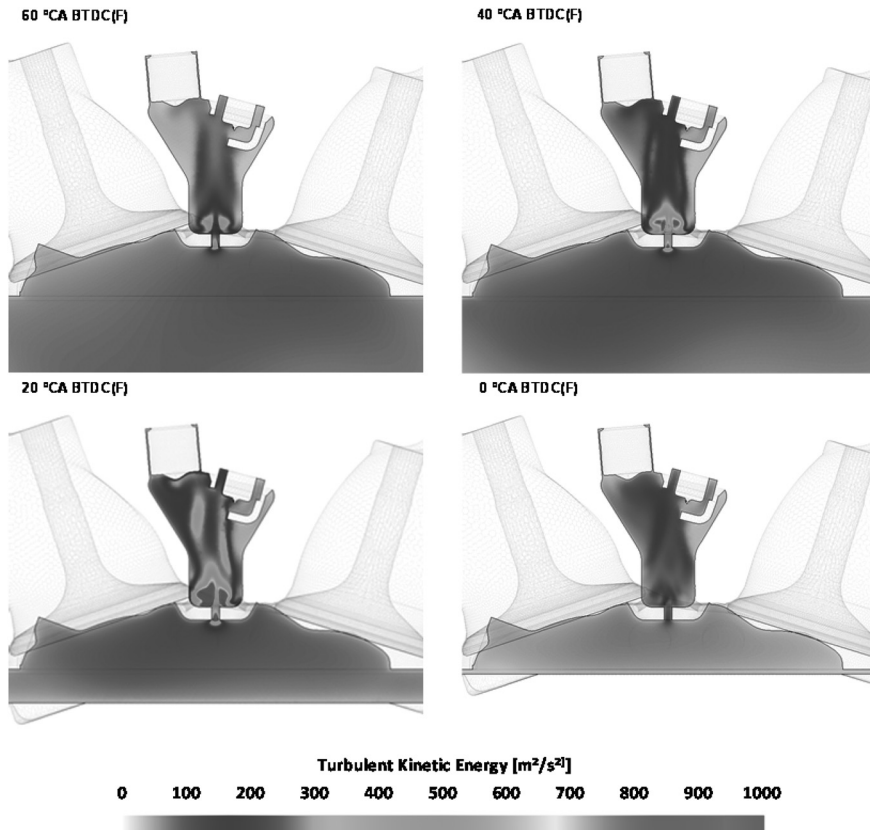 60 °CA BTDC(F)
40 °CA BTDC(F)
20 °CA BTDC(F)
0 °CA BTDC(F)
Turbulent Kinetic Energy [m²/s²]]
0 100 200 300 400 500 600 700 800 900 1000